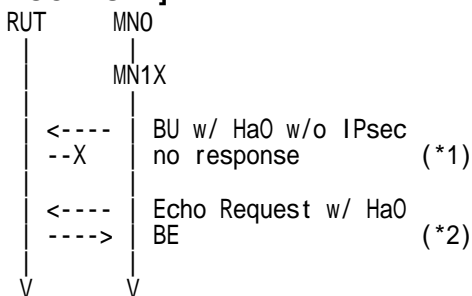 RUT MN0
MN1X
<---- BU w/ HaO w/o IPsec
--X no response (*1)
<---- Echo Request w/ HaO
----> BE (*2)
V V